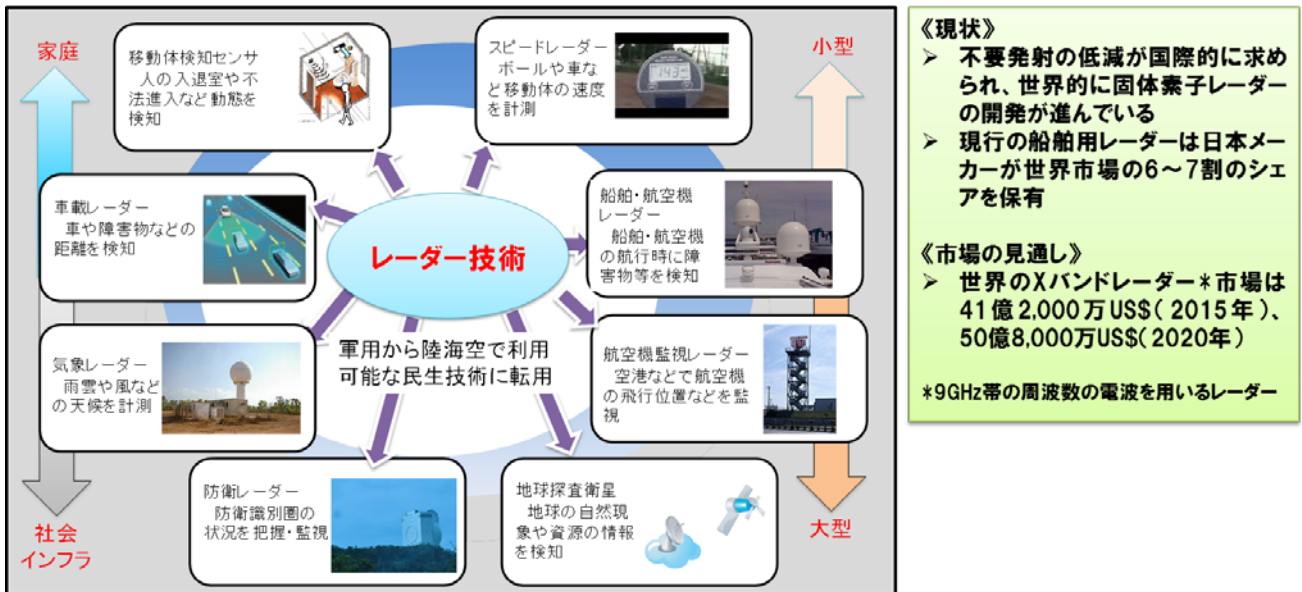 家庭
小型
移動体検知センサ
人の入退室や不
法進入など動態を
検知
スピードレーダー
ボールや車な
ど移動体の速度
を計測
143
車載レーダー
車や障害物などの
距離を検知
船舶・航空機
レーダー
船舶・航空機
の航行時に障
害物等を検知
レーダー技術
軍用から陸海空で利用
可能な民生技術に転用
気象レーダー
雨雲や風など
の天候を計測
航空機監視レーダー
空港などで航空機
の飛行位置などを監
視
防衛レーダー
防衛識別圏の
状況を把握・監視
地球探査衛星
地球の自然現
象や資源の情報
を検知
社会
インフラ
大型
《現状》
➢ 不要発射の低減が国際的に求め
られ、世界的に固体素子レーダー
の開発が進んでいる
➢ 現行の船舶用レーダーは日本メー
カーが世界市場の6～7割のシェ
アを保有
《市場の見通し》
➢ 世界のXバンドレーダー*市場は
41億2,000万US$(2015年)、
50億8,000万US$(2020年)
*9GHz帯の周波数の電波を用いるレーダー